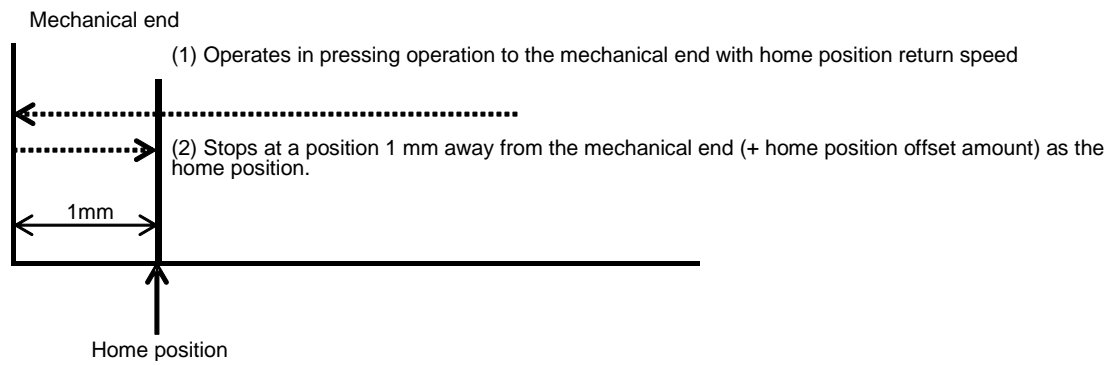 Mechanical end
(1) Operates in pressing operation to the mechanical end with home position return speed
(2) Stops at a position 1 mm away from the mechanical end (+ home position offset amount) as the
home position.
1mm
Home position